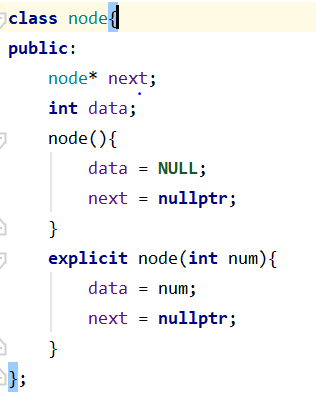 class node{
public:
    node* next;
    int data;
    node(){
        data = NULL;
        next = nullptr;
    }
    explicit node(int num){
        data = num;
        next = nullptr;
    }
};